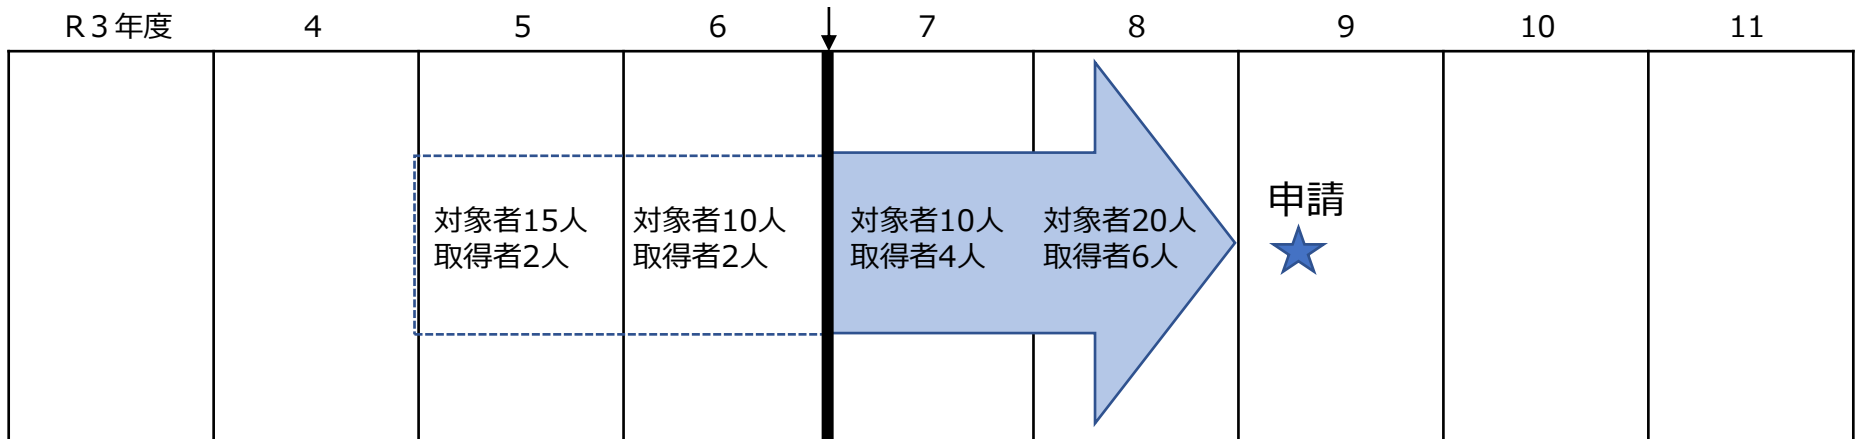 R３年度 4 5 6 7 8 9 10 11
対象者15人
取得者2人
対象者10人
取得者2人
対象者10人
取得者4人
対象者20人
取得者6人
申請